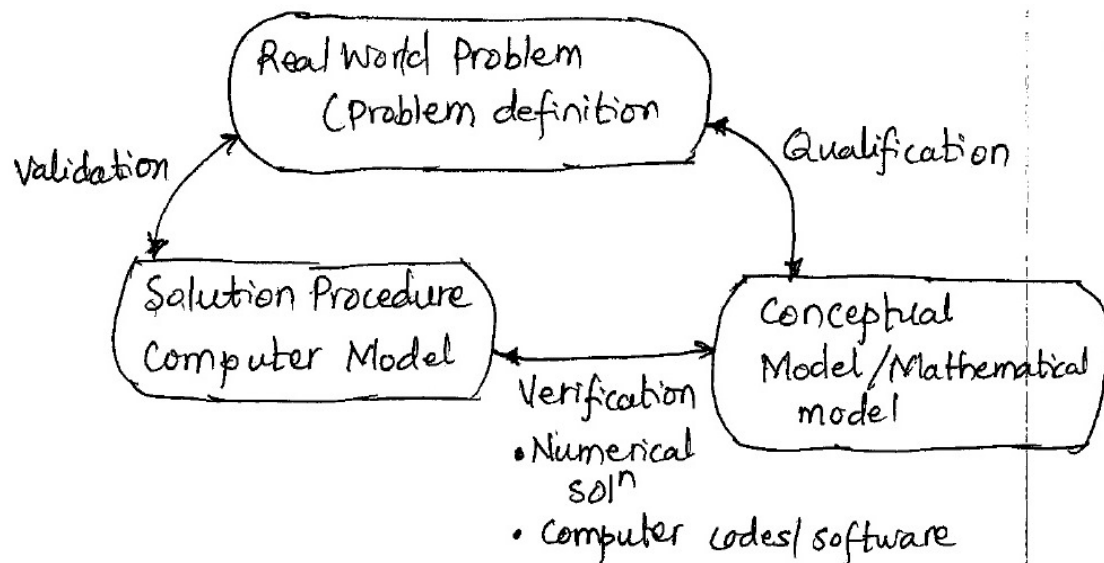 Real World Problem
(Problem definition
Validation
Qualification
Solution Procedure
Computer Model
Conceptual
Model/Mathematical
model
Verification
• Numerical
solⁿ
• Computer codes/software